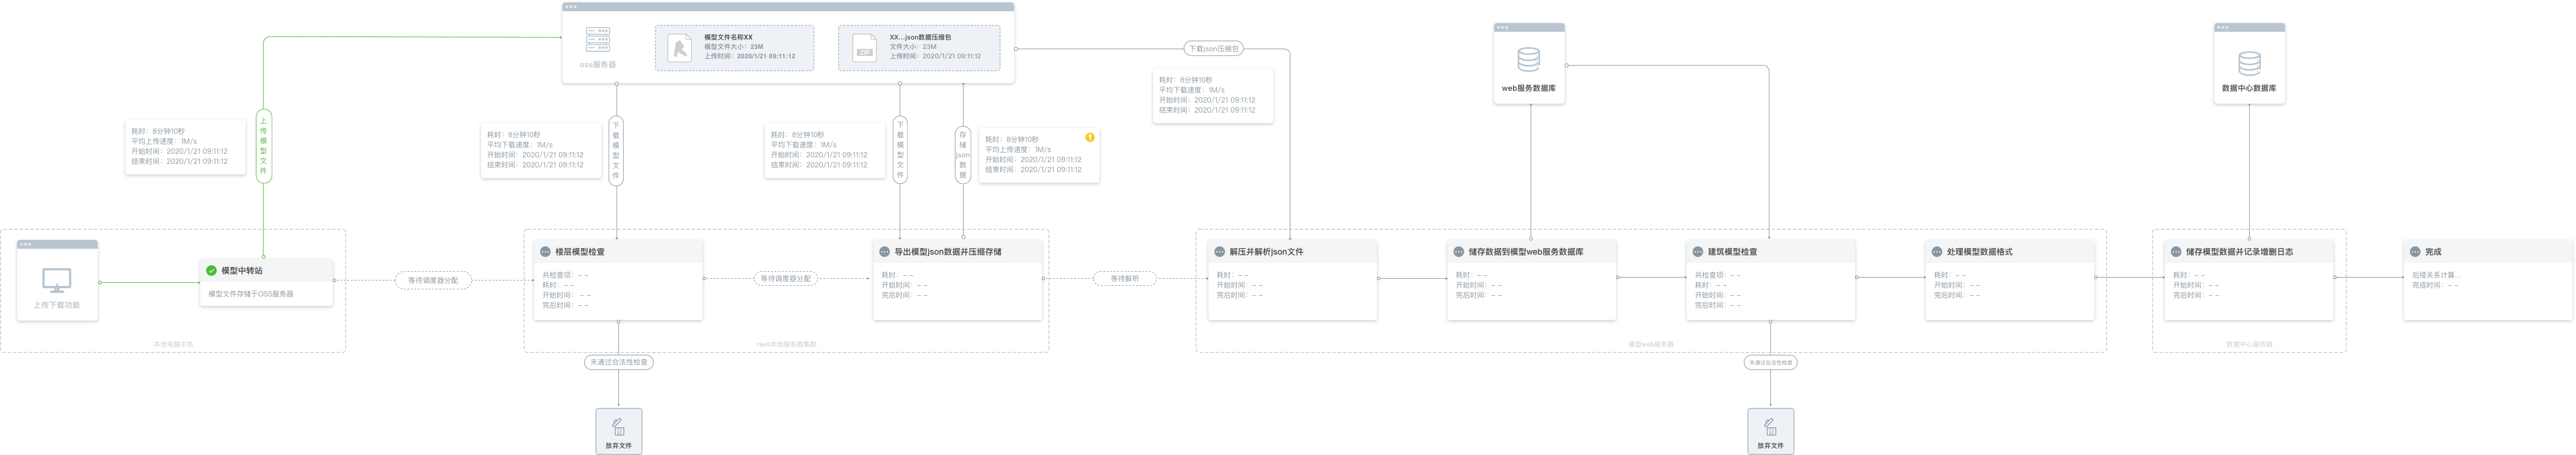 oss服务器
模型文件名称XX
模型文件大小：23M
上传时间：2020/1/21 09:11:12
ZIP
XX...json数据压缩包
文件大小：23M
上传时间：2020/1/21 09:11:12
下载json压缩包
web服务数据库
数据中心数据库
耗时：8分钟10秒
平均上传速度：1M/s
开始时间：2020/1/21 09:11:12
结束时间：2020/1/21 09:11:12
上传模型文件
耗时：8分钟10秒
平均下载速度：1M/s
开始时间：2020/1/21 09:11:12
结束时间：2020/1/21 09:11:12
下载模型文件
耗时：8分钟10秒
平均下载速度：1M/s
开始时间：2020/1/21 09:11:12
结束时间：2020/1/21 09:11:12
下载模型文件
存储json数据
耗时：8分钟10秒
平均上传速度：1M/s
开始时间：2020/1/21 09:11:12
结束时间：2020/1/21 09:11:12
耗时：8分钟10秒
平均下载速度：1M/s
开始时间：2020/1/21 09:11:12
结束时间：2020/1/21 09:11:12
上传下载功能
模型中转站
模型文件存储于OSS服务器
本地电脑主机
等待调度器分配
楼层模型检查
共检查项：– –
耗时：– –
开始时间：– –
完后时间：– –
等待调度器分配
导出模型json数据并压缩存储
耗时：– –
开始时间：– –
完后时间：– –
revit本地服务器集群
等待解析
解压并解析json文件
耗时：– –
开始时间：– –
完后时间：– –
储存数据到模型web服务数据库
耗时：– –
开始时间：– –
完后时间：– –
建筑模型检查
共检查项：– –
耗时：– –
开始时间：– –
完后时间：– –
处理模型数据格式
耗时：– –
开始时间：– –
完后时间：– –
模型web服务器
储存模型数据并记录增删日志
耗时：– –
开始时间：– –
完后时间：– –
数据中心服务器
完成
后续关系计算...
完成时间：– –
未通过合法性检查
放弃文件
未通过合法性检查
放弃文件